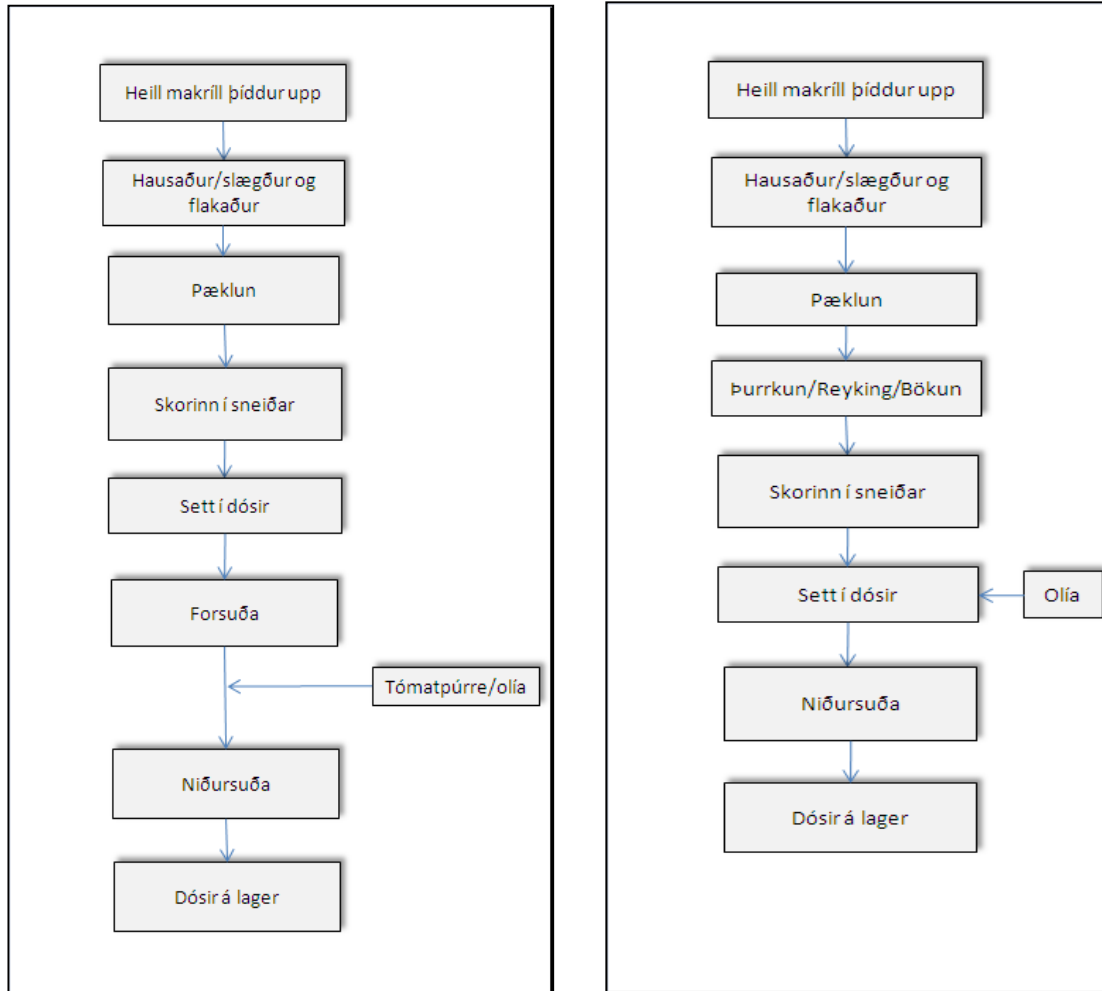 Heill makríll þíddur upp
Hausaður/slægður og
flakaður
Pæklun
Skorinn í sneiðar
Sett í dósir
Forsuða
Tómatpúrre/olía
Niðursuða
Dósir á lager
Heill makríll þíddur upp
Hausaður/slægður og
flakaður
Pæklun
Þurrkun/Reyking/Bökun
Skorinn í sneiðar
Sett í dósir
Olía
Niðursuða
Dósir á lager